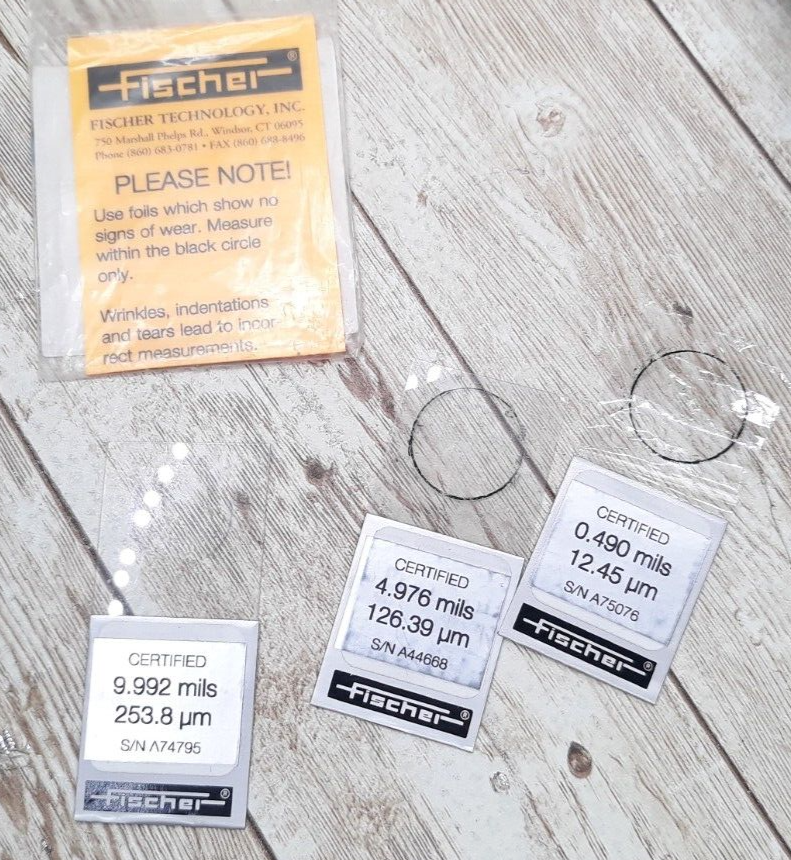 Fischer®
FISCHER TECHNOLOGY, INC.
750 Marshall Phelps Rd., Windsor, CT 06095
Phone (860) 683-0781 • FAX (860) 688-8496
PLEASE NOTE!
Use foils which show no
signs of wear. Measure
within the black circle
only.
Wrinkles, indentations
and tears lead to incor-
rect measurements.
CERTIFIED
9.992 mils
253.8 µm
S/N A74795
Fischer®
CERTIFIED
4.976 mils
126.39 µm
S/N A44668
Fischer®
CERTIFIED
0.490 mils
12.45 µm
S/N A75076
Fischer®